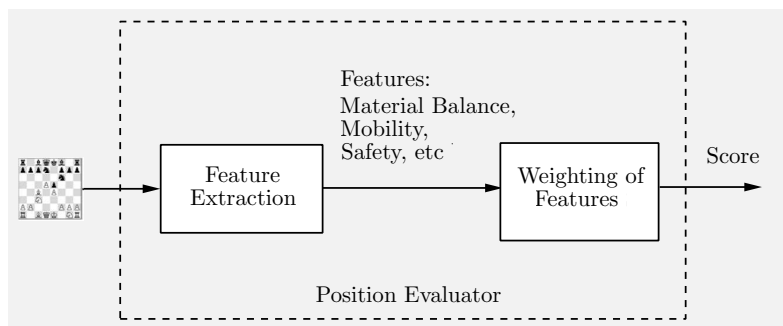 Features:
Material Balance,
Mobility,
Safety, etc
Feature
Extraction
Weighting of
Features
Score
Position Evaluator